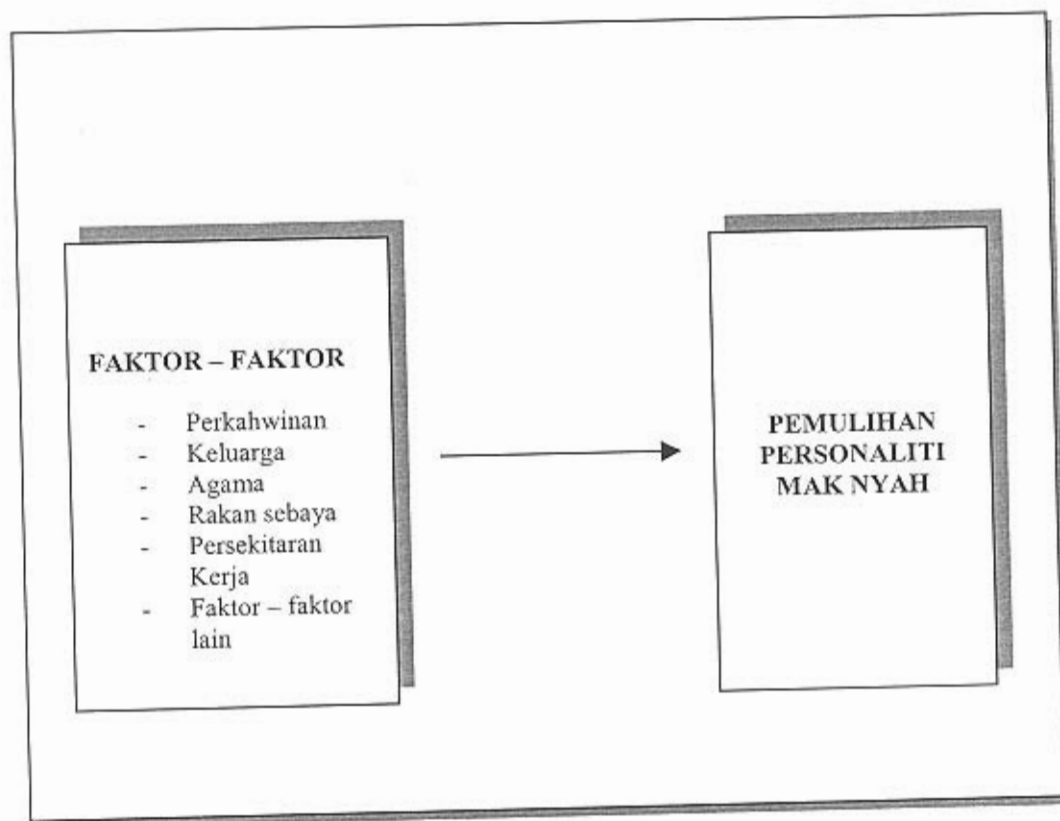 FAKTOR – FAKTOR
- Perkahwinan
- Keluarga
- Agama
- Rakan sebaya
- Persekitaran
Kerja
- Faktor – faktor
lain
PEMULIHAN
PERSONALITI
MAK NYAH